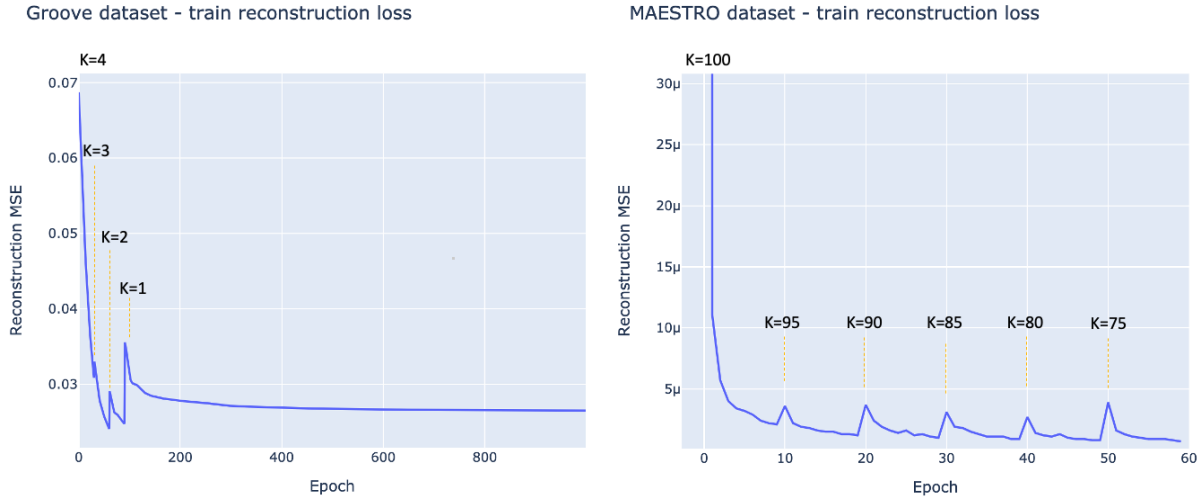 Groove dataset - train reconstruction loss
K=4
0.07
0.06
0.05
0.04
0.03
K=3
K=2
K=1
Reconstruction MSE
0
200
400
600
800
Epoch
MAESTRO dataset - train reconstruction loss
K=100
30μ
25μ
20μ
15μ
10μ
5μ
K=95
K=90
K=85
K=80
K=75
Reconstruction MSE
0
10
20
30
40
50
60
Epoch